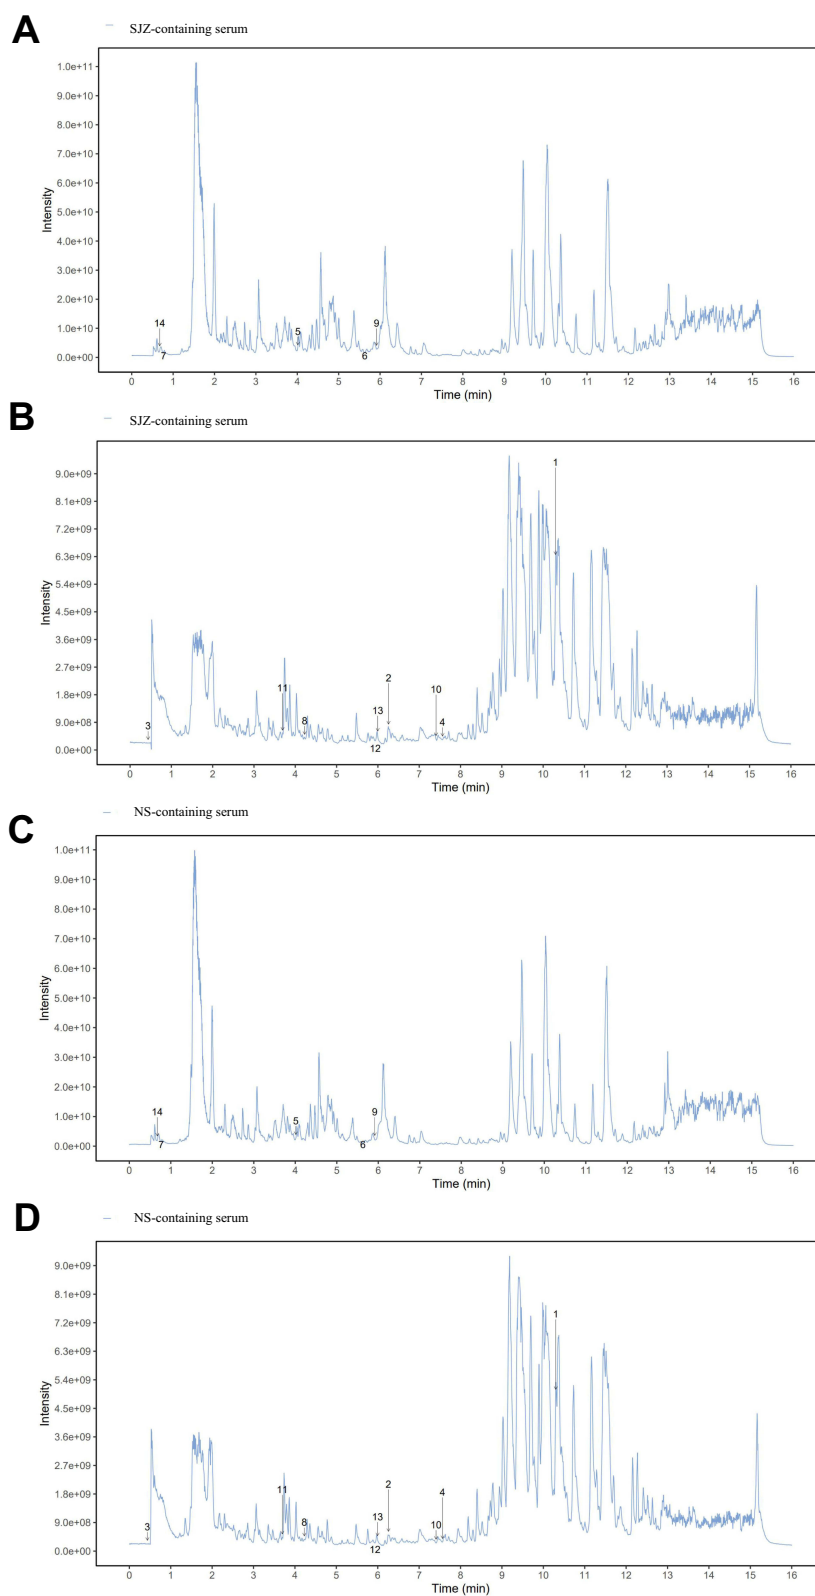 A
SJZ-containing serum
Intensity
1.0e+11
9.0e+10
8.0e+10
7.0e+10
6.0e+10
5.0e+10
4.0e+10
3.0e+10
2.0e+10
1.0e+10
0.0e+00
14
7
5
9
6
0 1 2 3 4 5 6 7 8 9 10 11 12 13 14 15 16
Time (min)
B
SJZ-containing serum
Intensity
9.0e+09
8.1e+09
7.2e+09
6.3e+09
5.4e+09
4.5e+09
3.6e+09
2.7e+09
1.8e+09
9.0e+08
0.0e+00
1
2
11
10
13
3
8
4
12
0 1 2 3 4 5 6 7 8 9 10 11 12 13 14 15 16
Time (min)
C
NS-containing serum
Intensity
1.0e+11
9.0e+10
8.0e+10
7.0e+10
6.0e+10
5.0e+10
4.0e+10
3.0e+10
2.0e+10
1.0e+10
0.0e+00
14
7
5
9
6
0 1 2 3 4 5 6 7 8 9 10 11 12 13 14 15 16
Time (min)
D
NS-containing serum
Intensity
9.0e+09
8.1e+09
7.2e+09
6.3e+09
5.4e+09
4.5e+09
3.6e+09
2.7e+09
1.8e+09
9.0e+08
0.0e+00
1
2
11
4
13
3
8
10
12
0 1 2 3 4 5 6 7 8 9 10 11 12 13 14 15 16
Time (min)